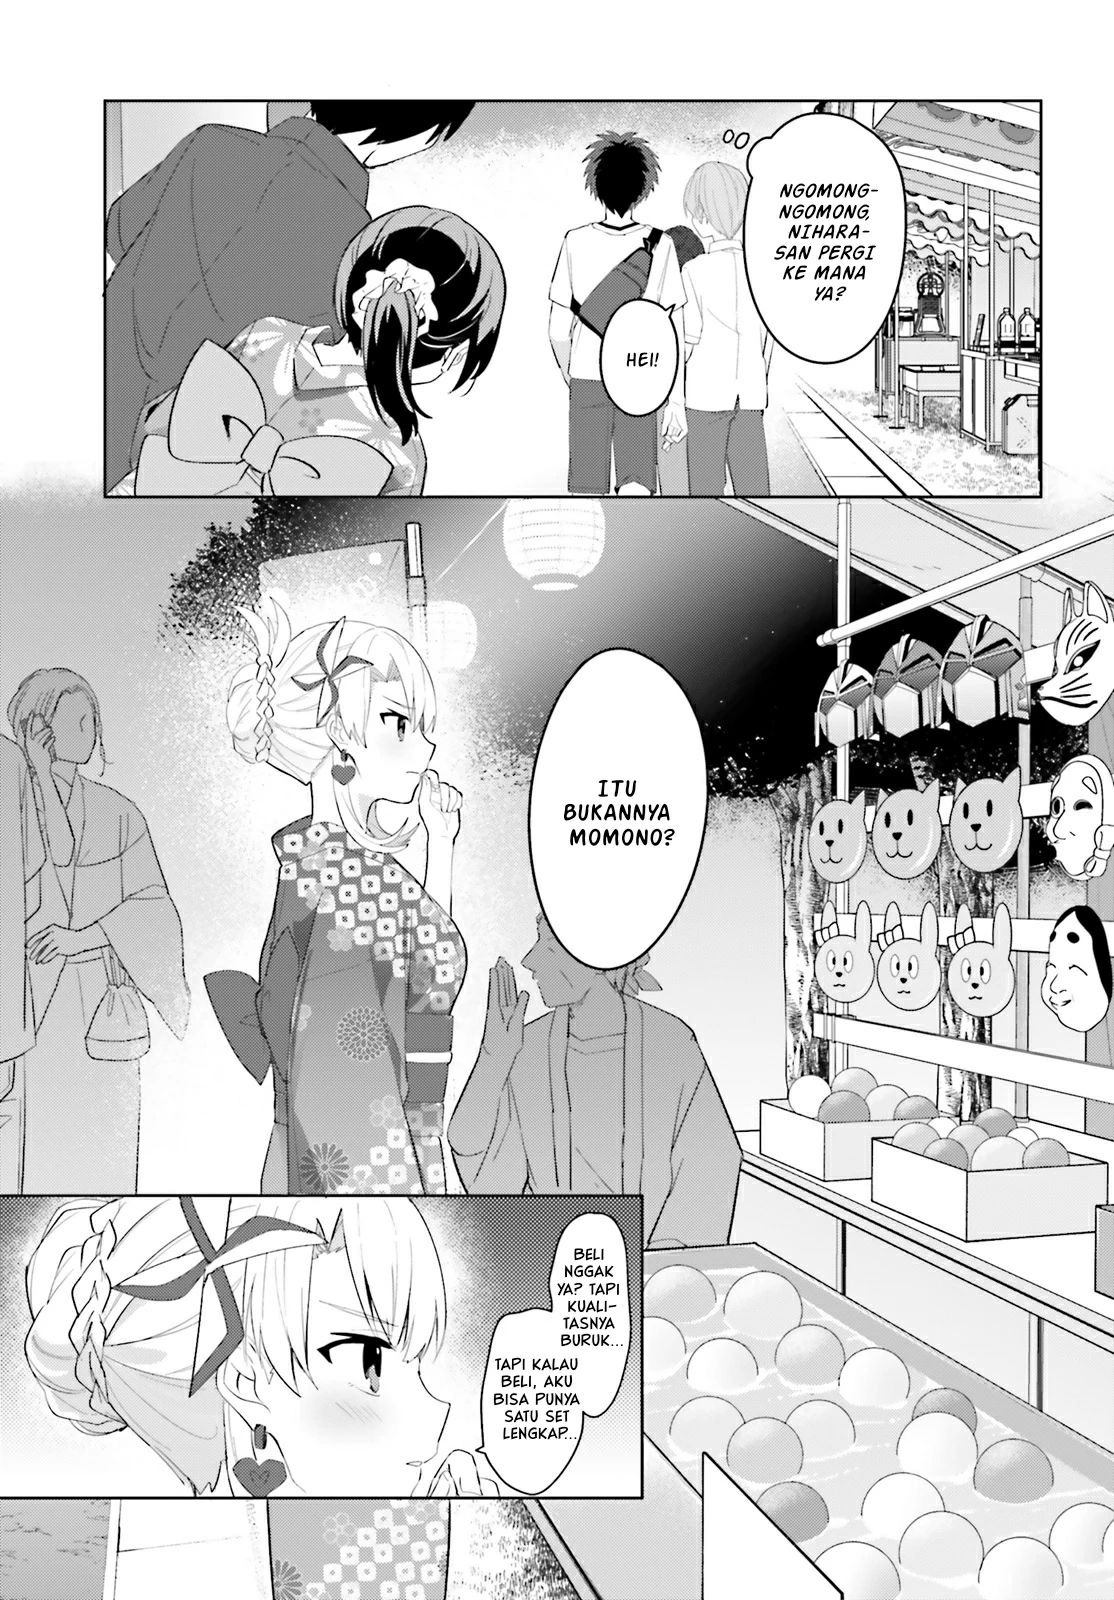 NGOMONG-
NGOMONG,
NIHARA-
SAN PERGI
KE MANA
YA?
HEI!
ITU
BUKANNYA
MOMONO?
BELI
NGGAK
YA? TAPI
KUALI-
TASNYA
BURUK...
TAPI KALAU
BELI, AKU
BISA PUNYA
SATU SET
LENGKAP...